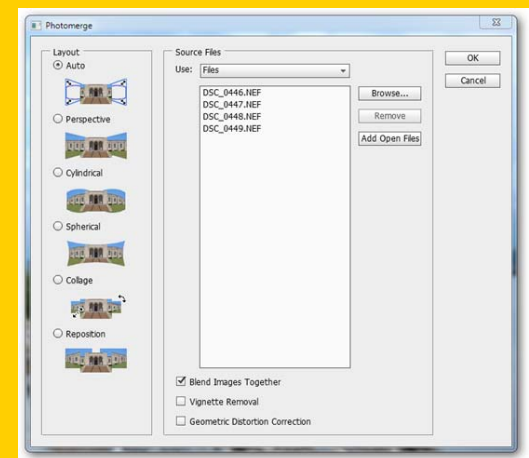 Photomerge
Layout
Auto
Perspective
Cylindrical
Spherical
Collage
Reposition
Source Files
Use: Files
DSC_0446.NEF
DSC_0447.NEF
DSC_0448.NEF
DSC_0449.NEF
Browse...
Remove
Add Open Files
Blend Images Together
Vignette Removal
Geometric Distortion Correction
OK
Cancel